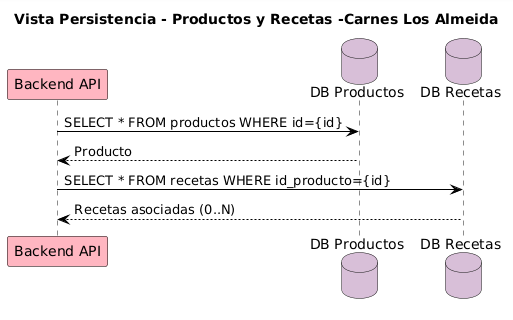 Vista Persistencia - Productos y Recetas -Carnes Los Almeida
Backend API
DB Productos
DB Recetas
SELECT * FROM productos WHERE id={id}
Producto
SELECT * FROM recetas WHERE id_producto={id}
Recetas asociadas (0..N)
Backend API
DB Productos
DB Recetas